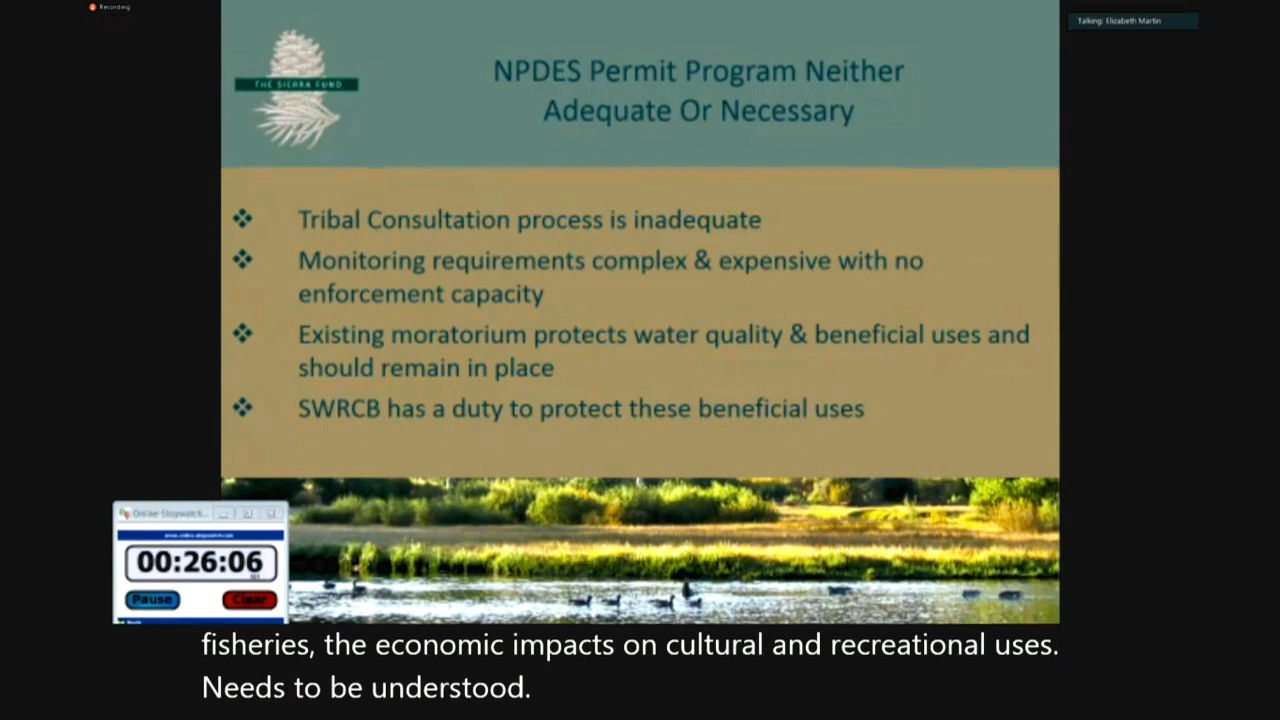 Recording
Talking: Elizabeth Martin
THE SIERRA FUND
NPDES Permit Program Neither
Adequate Or Necessary
❖ Tribal Consultation process is inadequate
❖ Monitoring requirements complex & expensive with no
enforcement capacity
❖ Existing moratorium protects water quality & beneficial uses and
should remain in place
❖ SWRCB has a duty to protect these beneficial uses
Online-Stopwatch...
00:26:06
Pause
Clear
fisheries, the economic impacts on cultural and recreational uses.
Needs to be understood.